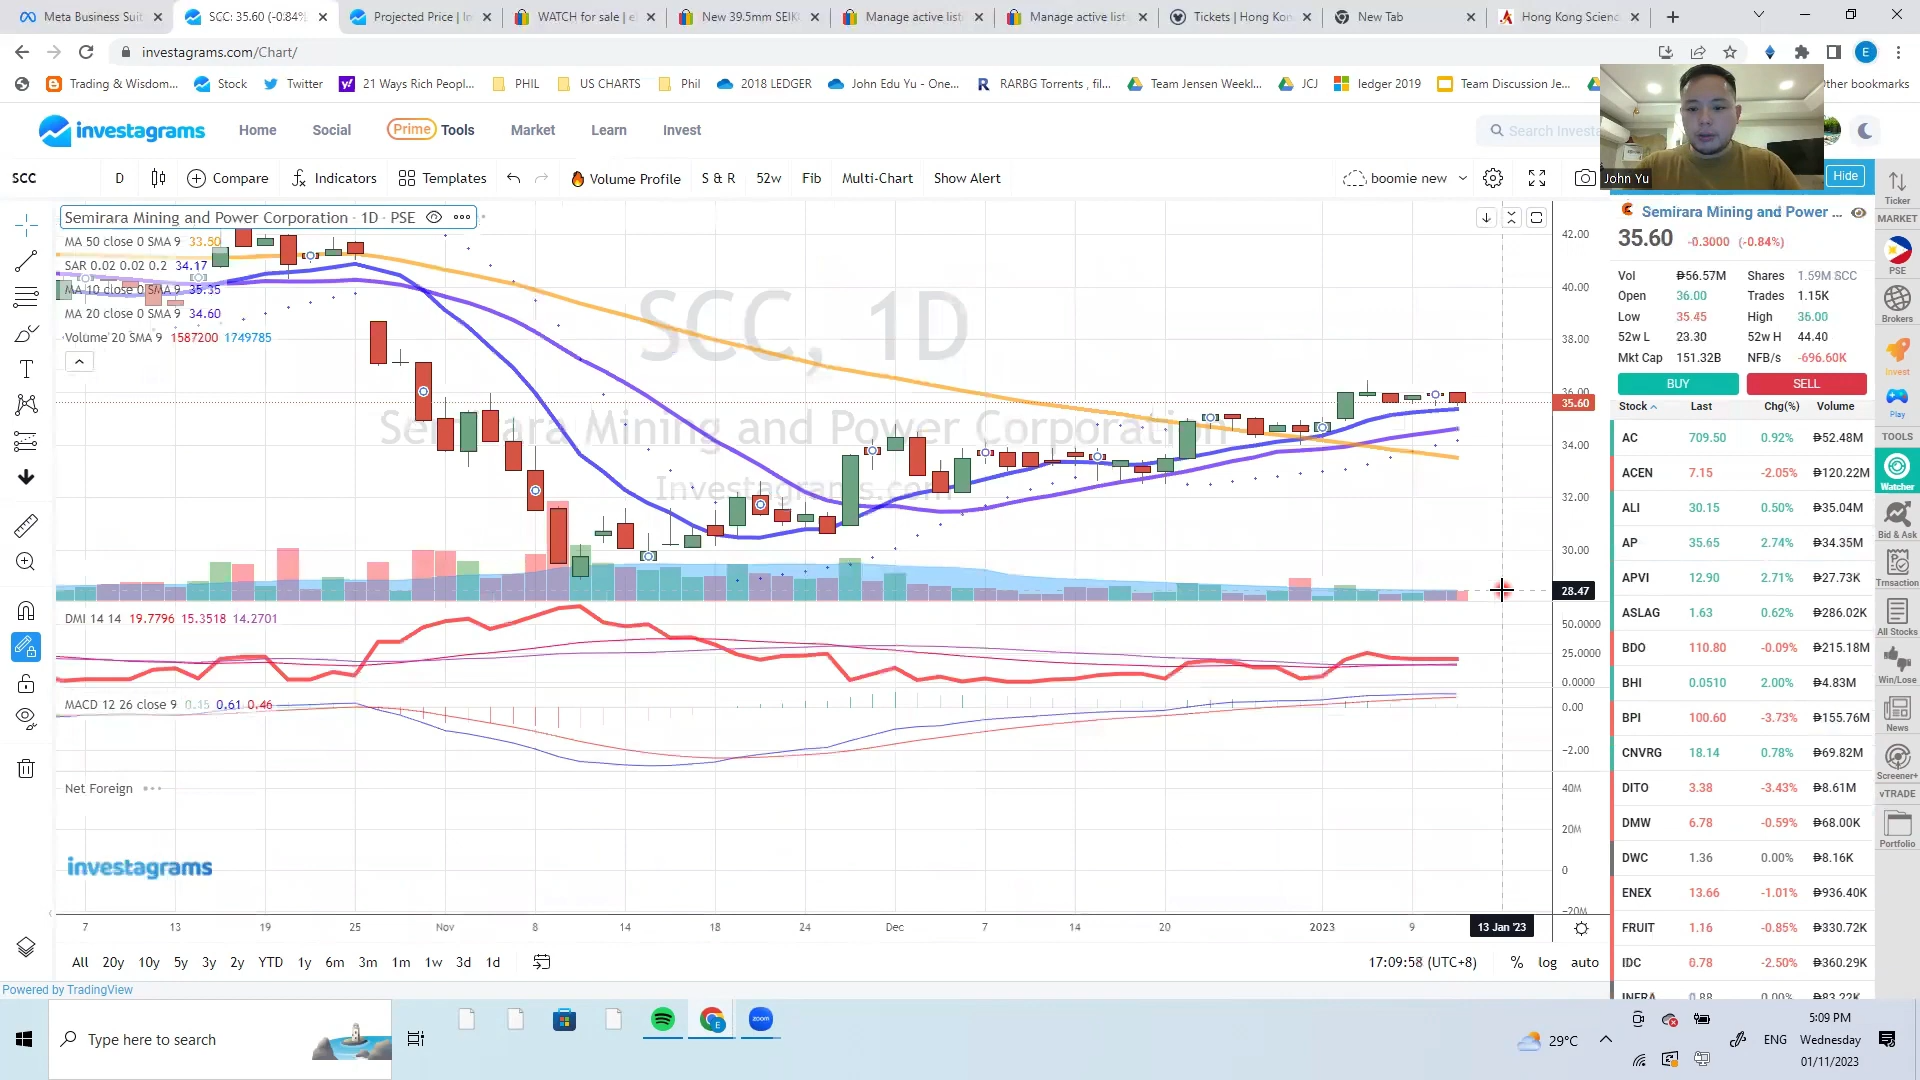 Meta Business Suit
SCC: 35.60 (-0.84%
Projected Price | In
WATCH for sale | e
New 39.5mm SEIK
Manage active list
Manage active list
Tickets | Hong Kon
New Tab
Hong Kong Scienc
investagrams.com/Chart/
E
Trading & Wisdom...
Stock
Twitter
21 Ways Rich Peopl...
PHIL
US CHARTS
Phil
2018 LEDGER
John Edu Yu - One...
RARBG Torrents , fil...
Team Jensen Weekl...
JCJ
ledger 2019
Team Discussion Je...
Other bookmarks
investagrams
Home
Social
Prime Tools
Market
Learn
Invest
Search Investa
John Yu
SCC
D
Compare
Indicators
Templates
Volume Profile
S & R
52w
Fib
Multi-Chart
Show Alert
boomie new
Hide
Semirara Mining and Power Corporation · 1D · PSE
MA 50 close 0 SMA 9 33.50
SAR 0.02 0.02 0.2 34.17
MA 10 close 0 SMA 9 35.35
MA 20 close 0 SMA 9 34.60
Volume 20 SMA 9 1587200 1749785
SCC, 1D
Semirara Mining and Power Corporation
Investagrams.com
42.00
40.00
38.00
36.00
35.60
34.00
32.00
30.00
28.47
DMI 14 14 19.7796 15.3518 14.2701
50.0000
25.0000
0.0000
MACD 12 26 close 9 0.15 0.61 0.46
0.00
-2.00
Net Foreign
40M
20M
0
-20M
investagrams
7 13 19 25 Nov 8 14 18 24 Dec 7 14 20 2023 9 13 Jan '23
All 20y 10y 5y 3y 2y YTD 1y 6m 3m 1m 1w 3d 1d
17:09:58 (UTC+8)
% log auto
Powered by TradingView
Semirara Mining and Power ...
35.60 -0.3000 (-0.84%)
Vol ₱56.57M Shares 1.59M SCC
Open 36.00 Trades 1.15K
Low 35.45 High 36.00
52w L 23.30 52w H 44.40
Mkt Cap 151.32B NFB/s -696.60K
BUY SELL
Stock Last Chg(%) Volume
AC 709.50 0.92% ₱52.48M
ACEN 7.15 -2.05% ₱120.22M
ALI 30.15 0.50% ₱35.04M
AP 35.65 2.74% ₱34.35M
APVI 12.90 2.71% ₱27.73K
ASLAG 1.63 0.62% ₱286.02K
BDO 110.80 -0.09% ₱215.18M
BHI 0.0510 2.00% ₱4.83M
BPI 100.60 -3.73% ₱155.76M
CNVRG 18.14 0.78% ₱69.82M
DITO 3.38 -3.43% ₱8.61M
DMW 6.78 -0.59% ₱68.00K
DWC 1.36 0.00% ₱8.16K
ENEX 13.66 -1.01% ₱936.40K
FRUIT 1.16 -0.85% ₱330.72K
IDC 0.78 -2.50% ₱360.29K
INFRA 0.88 0.00% ₱83.22K
Ticker
MARKET
PSE
Brokers
Invest
Play
TOOLS
Watcher
Bid & Ask
Trnsaction
All Stocks
Win/Lose
News
Screener+
vTRADE
Portfolio
Type here to search
E
zoom
29°C
ENG
5:09 PM
Wednesday
01/11/2023